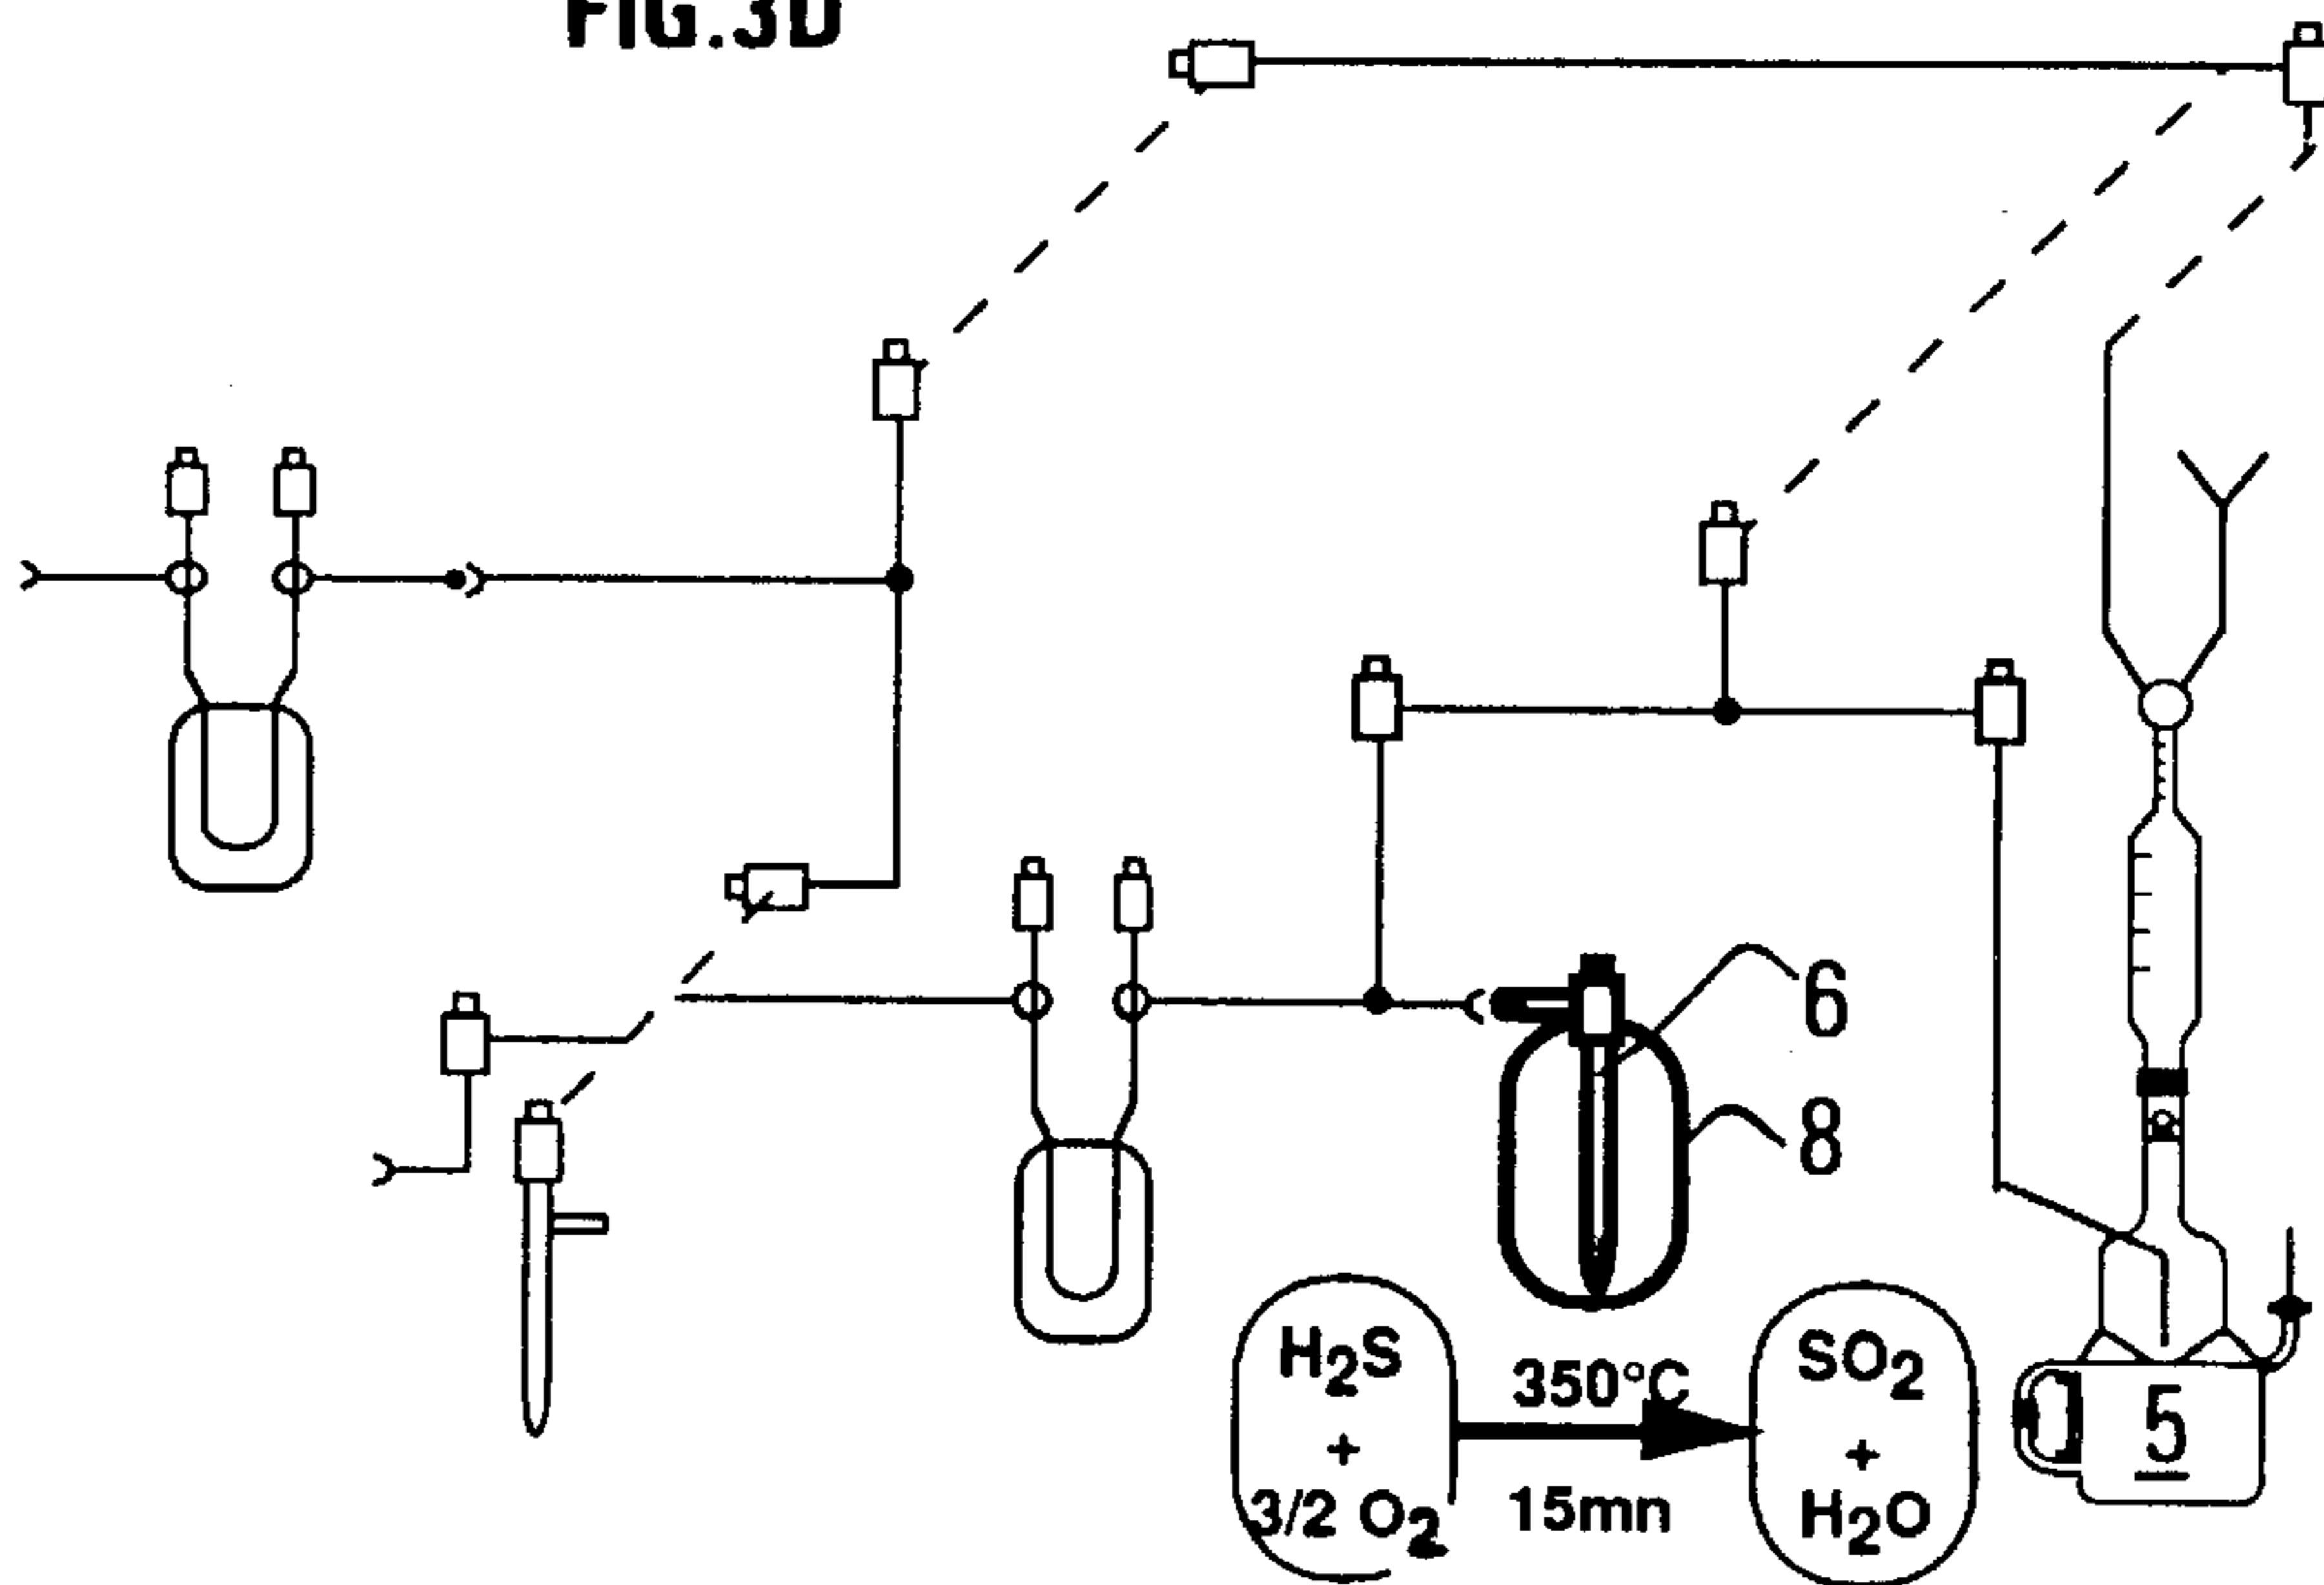 FIG.3D
6
8
H2S
+
3/2 O2
350°C
15mn
SO2
+
H2O
5